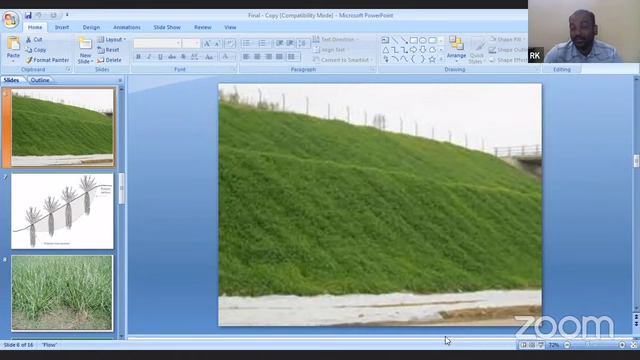 Final - Copy [Compatibility Mode] - Microsoft PowerPoint
Home Insert Design Animations Slide Show Review View
Paste
Cut
Copy
Format Painter
Clipboard
New Slide
Layout
Reset
Delete
Slides
Font
Text Direction
Align Text
Convert to SmartArt
Paragraph
Arrange
Quick Styles
Shape Fill
Shape Outline
Shape Effects
Drawing
Editing
RK
Slides Outline
7
8
Slide 6 of 16 "Flow" 72%
zoom